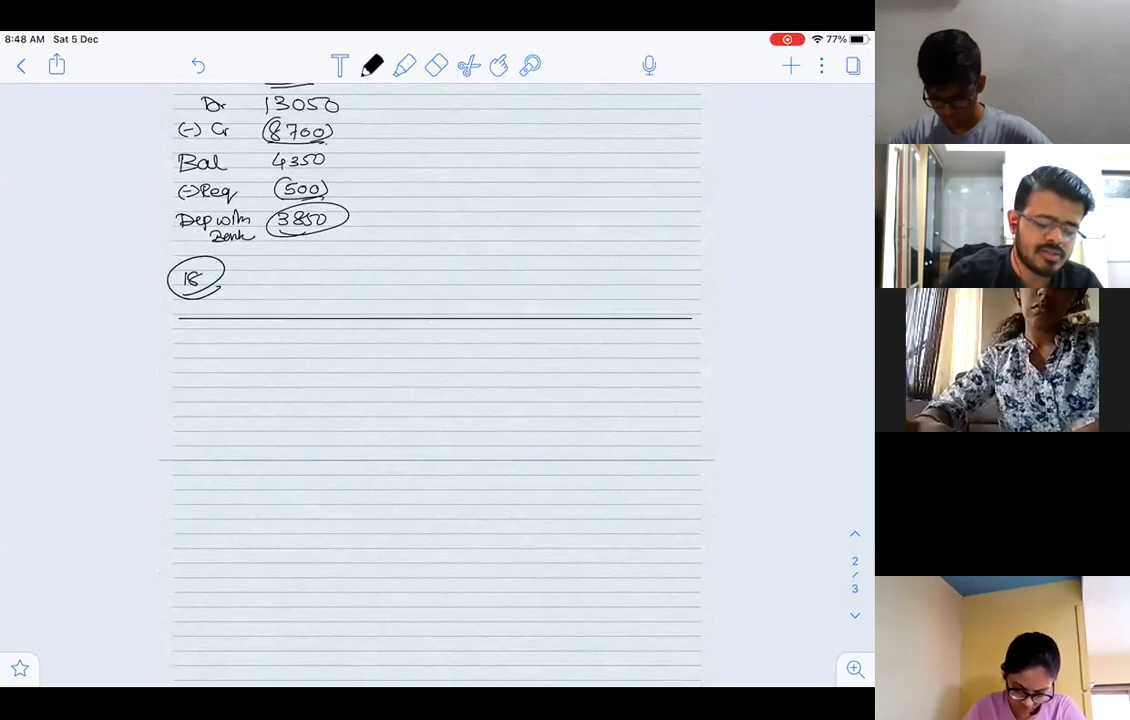 8:48 AM Sat 5 Dec
77%
Dr 13050
(-) Cr (8700)
Bal 4350
(-) Req (500)
Dep with 3850
Bank
18
2
/
3